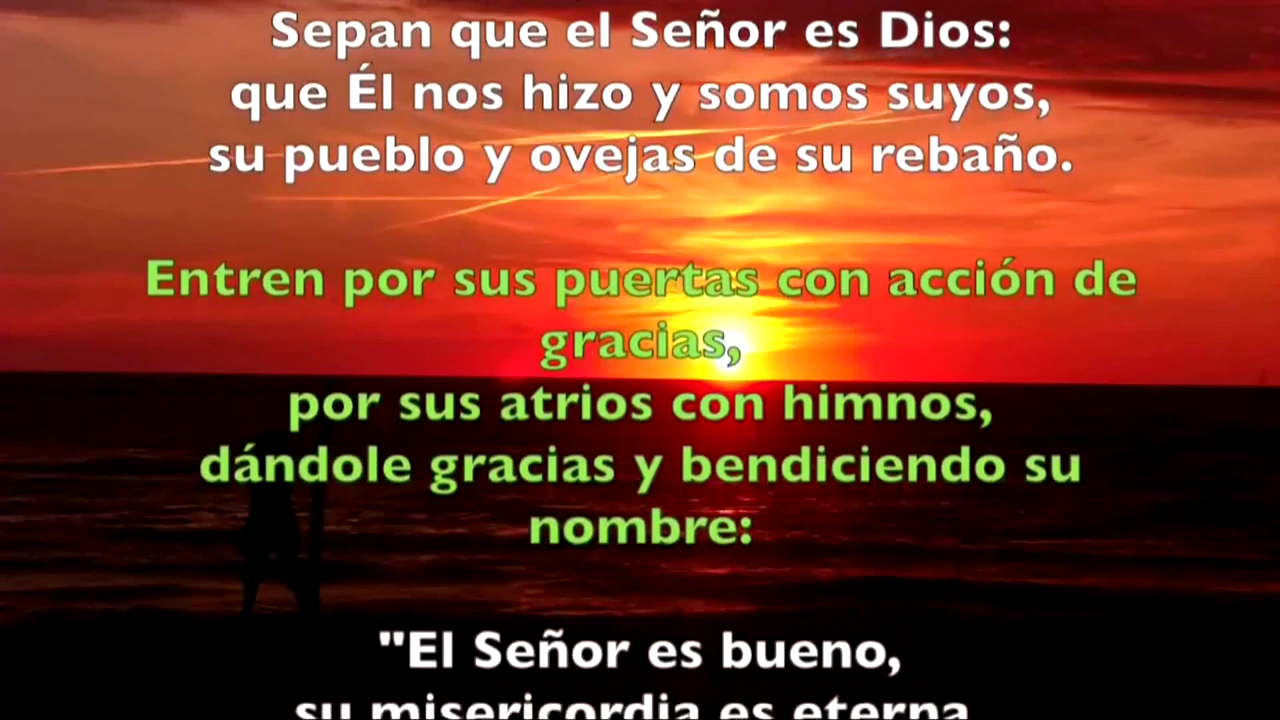 Sepan que el Señor es Dios:
que Él nos hizo y somos suyos,
su pueblo y ovejas de su rebaño.
Entren por sus puertas con acción de
gracias,
por sus atrios con himnos,
dándole gracias y bendiciendo su
nombre:
"El Señor es bueno,
su misericordia es eterna